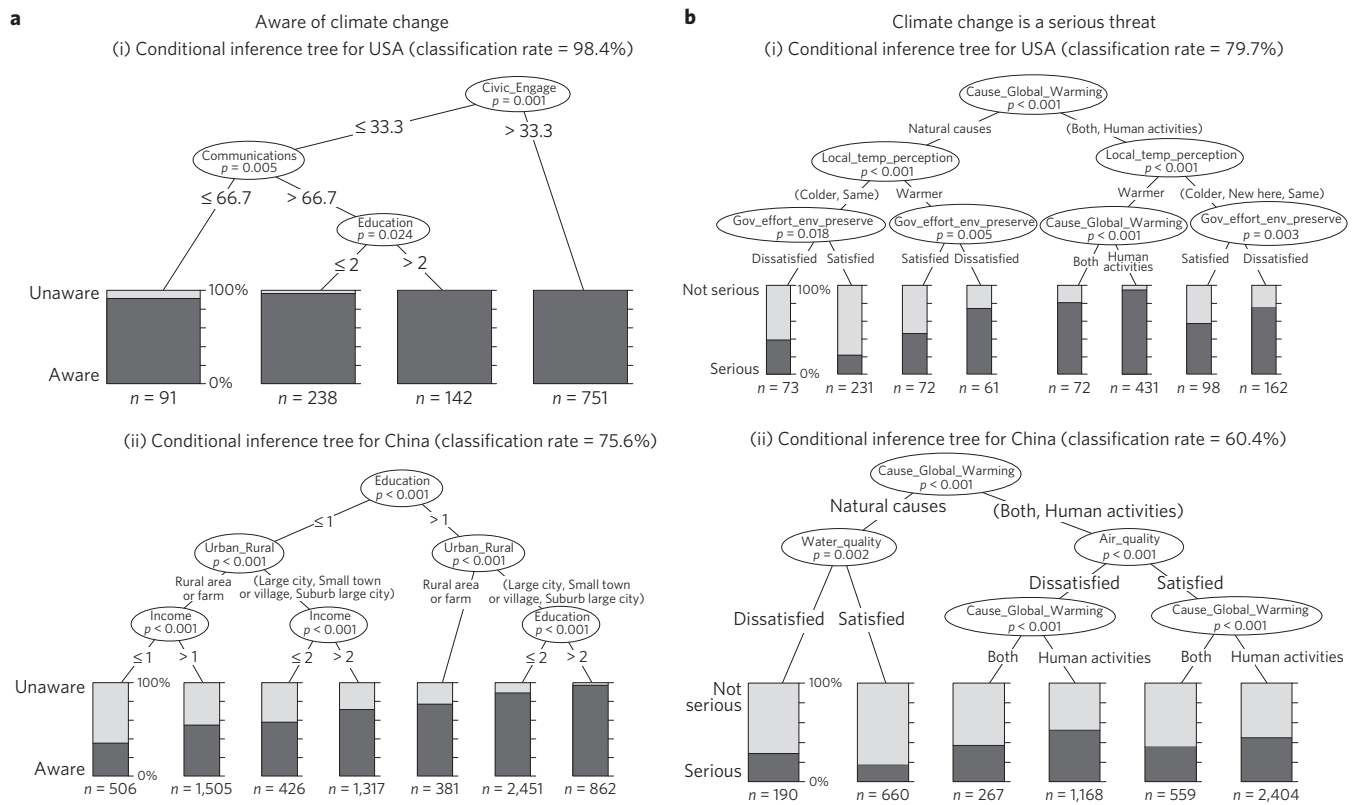 a
Aware of climate change
(i) Conditional inference tree for USA (classification rate = 98.4%)
Civic_Engage
p = 0.001
≤ 33.3
> 33.3
Communications
p = 0.005
≤ 66.7
> 66.7
Education
p = 0.024
≤ 2
> 2
Unaware
100%
Aware
0%
n = 91
n = 238
n = 142
n = 751
(ii) Conditional inference tree for China (classification rate = 75.6%)
Education
p < 0.001
≤ 1
> 1
Urban_Rural
p < 0.001
Urban_Rural
p < 0.001
Rural area
or farm
(Large city, Small town
or village, Suburb large city)
Rural area
or farm
(Large city, Small town
or village, Suburb large city)
Income
p < 0.001
Income
p < 0.001
Education
p < 0.001
≤ 1
> 1
≤ 2
> 2
≤ 2
> 2
Unaware
100%
Aware
0%
n = 506
n = 1,505
n = 426
n = 1,317
n = 381
n = 2,451
n = 862
b
Climate change is a serious threat
(i) Conditional inference tree for USA (classification rate = 79.7%)
Cause_Global_Warming
p < 0.001
Natural causes
(Both, Human activities)
Local_temp_perception
p < 0.001
Local_temp_perception
p < 0.001
(Colder, Same)
Warmer
Warmer
(Colder, New here, Same)
Gov_effort_env_preserve
p = 0.018
Gov_effort_env_preserve
p = 0.005
Cause_Global_Warming
p < 0.001
Gov_effort_env_preserve
p = 0.003
Dissatisfied
Satisfied
Satisfied
Dissatisfied
Both
Human
activities
Satisfied
Dissatisfied
Not serious
100%
Serious
0%
n = 73
n = 231
n = 72
n = 61
n = 72
n = 431
n = 98
n = 162
(ii) Conditional inference tree for China (classification rate = 60.4%)
Cause_Global_Warming
p < 0.001
Natural causes
(Both, Human activities)
Water_quality
p = 0.002
Air_quality
p < 0.001
Dissatisfied
Satisfied
Dissatisfied
Satisfied
Cause_Global_Warming
p < 0.001
Cause_Global_Warming
p < 0.001
Both
Human activities
Both
Human activities
Not
serious
100%
Serious
0%
n = 190
n = 660
n = 267
n = 1,168
n = 559
n = 2,404